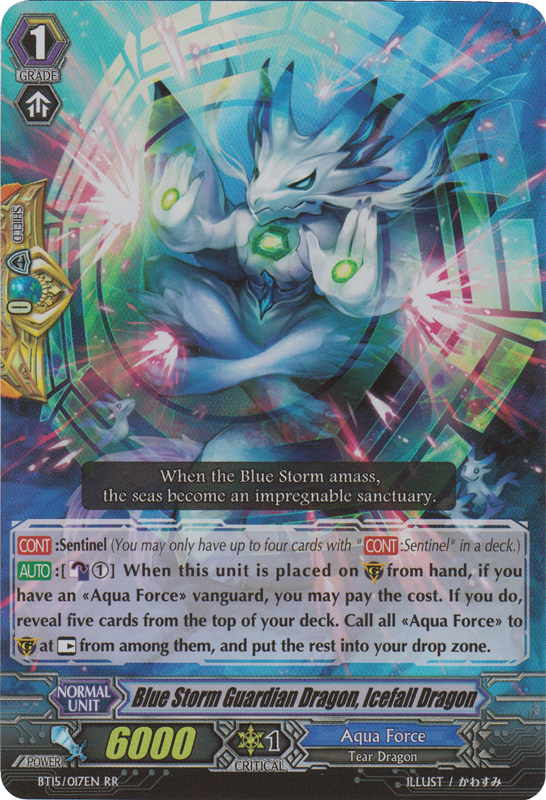 1
GRADE
SHIELD
0
When the Blue Storm amass,
the seas become an impregnable sanctuary.
CONT :Sentinel (You may only have up to four cards with " CONT :Sentinel" in a deck.)
AUTO :[ ①] When this unit is placed on G from hand, if you
have an «Aqua Force» vanguard, you may pay the cost. If you do,
reveal five cards from the top of your deck. Call all «Aqua Force» to
G at from among them, and put the rest into your drop zone.
NORMAL
UNIT
Blue Storm Guardian Dragon, Icefall Dragon
POWER
6000
1
CRITICAL
Aqua Force
Tear Dragon
BT15/017EN RR
ILLUST / かわすみ